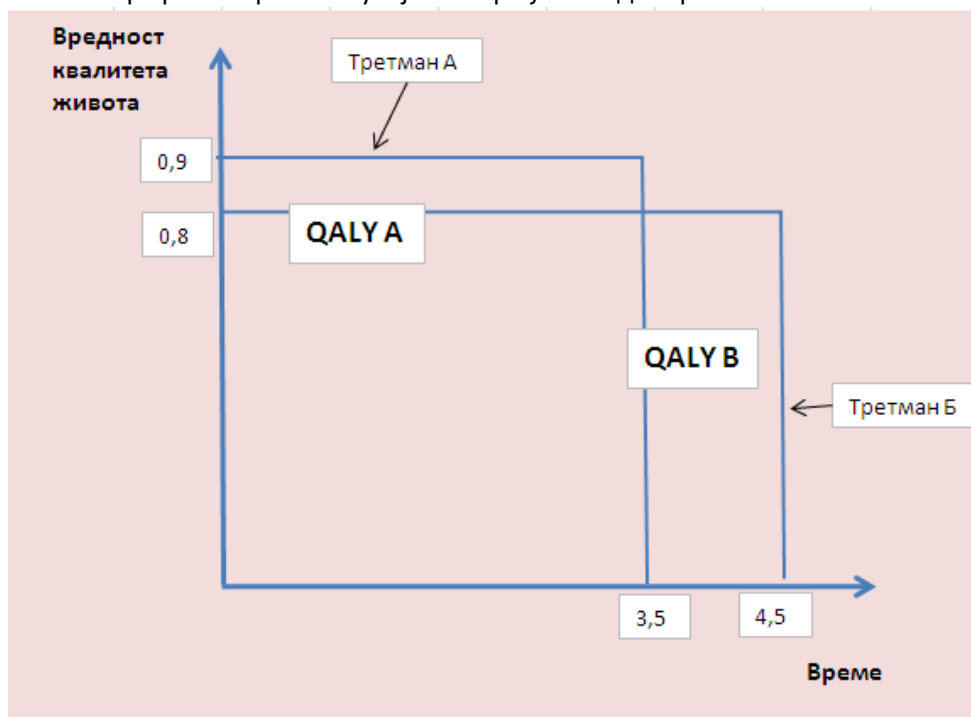 Вредност
квалитета
живота
Третман А
0,9
0,8
QALY A
QALY B
Третман Б
3,5
4,5
Време